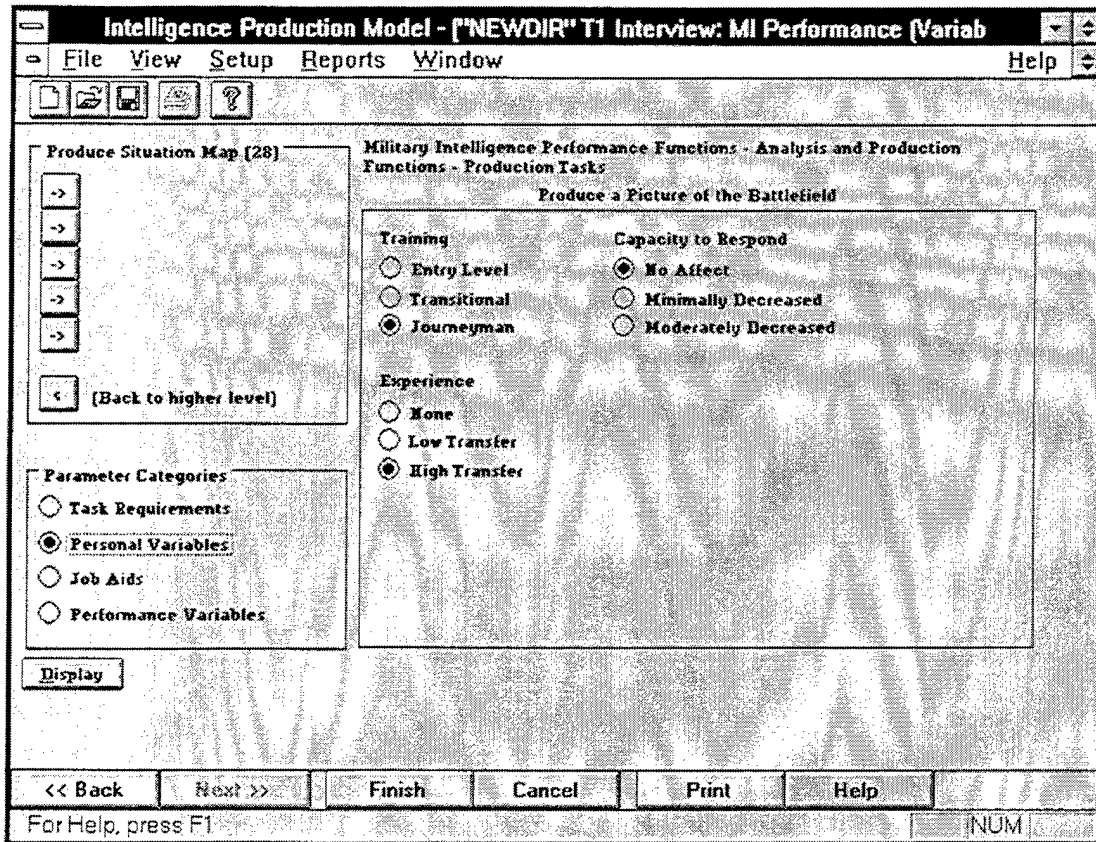 Intelligence Production Model - ["NEWDIR" T1 Interview: MI Performance (Variab
File View Setup Reports Window Help
?
Produce Situation Map (28)
->
->
->
->
->
< (Back to higher level)
Military Intelligence Performance Functions - Analysis and Production
Functions - Production Tasks
Produce a Picture of the Battlefield
Training
Entry Level
Transitional
Journeyman
Capacity to Respond
No Affect
Minimally Decreased
Moderately Decreased
Experience
None
Low Transfer
High Transfer
Parameter Categories
Task Requirements
Personal Variables
Job Aids
Performance Variables
Display
<< Back Next >> Finish Cancel Print Help
For Help, press F1 NUM